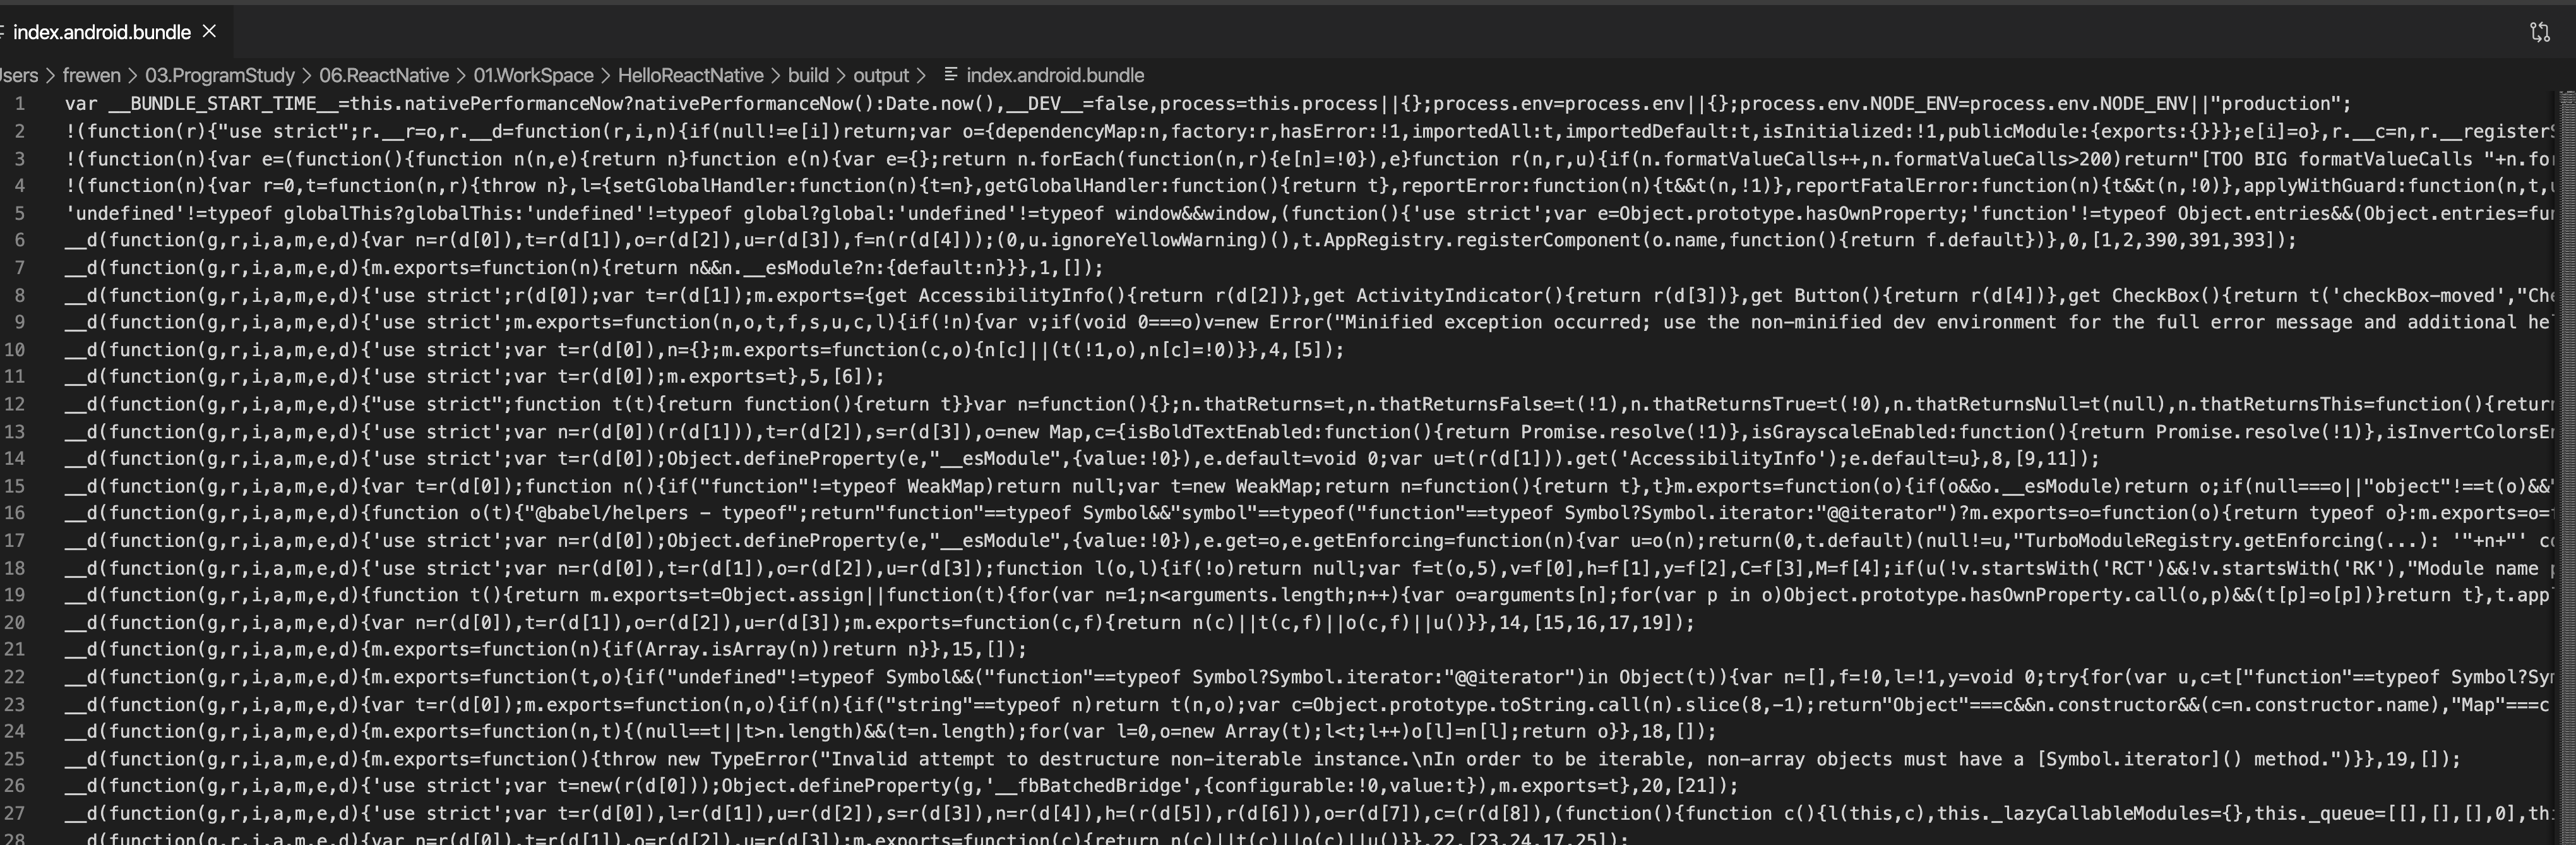 index.android.bundle ×
sers > frewen > 03.ProgramStudy > 06.ReactNative > 01.WorkSpace > HelloReactNative > build > output > index.android.bundle
1 var __BUNDLE_START_TIME__=this.nativePerformanceNow?nativePerformanceNow():Date.now(),__DEV__=false,process=this.process||{};process.env=process.env||{};process.env.NODE_ENV=process.env.NODE_ENV||"production";
2 !(function(r){"use strict";r.__r=o,r.__d=function(r,i,n){if(null!=e[i])return;var o={dependencyMap:n,factory:r,hasError:!1,importedAll:t,importedDefault:t,isInitialized:!1,publicModule:{exports:{}}};e[i]=o},r.__c=n,r.__registerS
3 !(function(n){var e=(function(){function n(n,e){return n}function e(n){var e={};return n.forEach(function(n,r){e[n]=!0}),e}function r(n,r,u){if(n.formatValueCalls++,n.formatValueCalls>200)return"[TOO BIG formatValueCalls "+n.for
4 !(function(n){var r=0,t=function(n,r){throw n},l={setGlobalHandler:function(n){t=n},getGlobalHandler:function(){return t},reportError:function(n){t&&t(n,!1)},reportFatalError:function(n){t&&t(n,!0)},applyWithGuard:function(n,t,u
5 'undefined'!=typeof globalThis?globalThis:'undefined'!=typeof global?global:'undefined'!=typeof window&&window,(function(){'use strict';var e=Object.prototype.hasOwnProperty;'function'!=typeof Object.entries&&(Object.entries=fun
6 __d(function(g,r,i,a,m,e,d){var n=r(d[0]),t=r(d[1]),o=r(d[2]),u=r(d[3]),f=n(r(d[4]));(0,u.ignoreYellowWarning)(),t.AppRegistry.registerComponent(o.name,function(){return f.default})},0,[1,2,390,391,393]);
7 __d(function(g,r,i,a,m,e,d){m.exports=function(n){return n&&n.__esModule?n:{default:n}}},1,[]);
8 __d(function(g,r,i,a,m,e,d){'use strict';r(d[0]);var t=r(d[1]);m.exports={get AccessibilityInfo(){return r(d[2])},get ActivityIndicator(){return r(d[3])},get Button(){return r(d[4])},get CheckBox(){return t('checkBox-moved',"Che
9 __d(function(g,r,i,a,m,e,d){'use strict';m.exports=function(n,o,t,f,s,u,c,l){if(!n){var v;if(void 0===o)v=new Error("Minified exception occurred; use the non-minified dev environment for the full error message and additional he
10 __d(function(g,r,i,a,m,e,d){'use strict';var t=r(d[0]),n={};m.exports=function(c,o){n[c]||(t(!1,o),n[c]=!0)}},4,[5]);
11 __d(function(g,r,i,a,m,e,d){'use strict';var t=r(d[0]);m.exports=t},5,[6]);
12 __d(function(g,r,i,a,m,e,d){"use strict";function t(t){return function(){return t}}var n=function(){};n.thatReturns=t,n.thatReturnsFalse=t(!1),n.thatReturnsTrue=t(!0),n.thatReturnsNull=t(null),n.thatReturnsThis=function(){return
13 __d(function(g,r,i,a,m,e,d){'use strict';var n=r(d[0])(r(d[1])),t=r(d[2]),s=r(d[3]),o=new Map,c={isBoldTextEnabled:function(){return Promise.resolve(!1)},isGrayscaleEnabled:function(){return Promise.resolve(!1)},isInvertColorsEn
14 __d(function(g,r,i,a,m,e,d){'use strict';var t=r(d[0]);Object.defineProperty(e,"__esModule",{value:!0}),e.default=void 0;var u=t(r(d[1])).get('AccessibilityInfo');e.default=u},8,[9,11]);
15 __d(function(g,r,i,a,m,e,d){var t=r(d[0]);function n(){if("function"!=typeof WeakMap)return null;var t=new WeakMap;return n=function(){return t},t}m.exports=function(o){if(o&&o.__esModule)return o;if(null===o||"object"!==t(o)&&"
16 __d(function(g,r,i,a,m,e,d){function o(t){"@babel/helpers - typeof";return"function"==typeof Symbol&&"symbol"==typeof("function"==typeof Symbol?Symbol.iterator:"@@iterator")?m.exports=o=function(o){return typeof o}:m.exports=o=
17 __d(function(g,r,i,a,m,e,d){'use strict';var n=r(d[0]);Object.defineProperty(e,"__esModule",{value:!0}),e.get=o,e.getEnforcing=function(n){var u=o(n);return(0,t.default)(null!=u,"TurboModuleRegistry.getEnforcing(...): '"+n+"' co
18 __d(function(g,r,i,a,m,e,d){'use strict';var n=r(d[0]),t=r(d[1]),o=r(d[2]),u=r(d[3]);function l(o,l){if(!o)return null;var f=t(o,5),v=f[0],h=f[1],y=f[2],C=f[3],M=f[4];if(u(!v.startsWith('RCT')&&!v.startsWith('RK'),"Module name p
19 __d(function(g,r,i,a,m,e,d){function t(){return m.exports=t=Object.assign||function(t){for(var n=1;n<arguments.length;n++){var o=arguments[n];for(var p in o)Object.prototype.hasOwnProperty.call(o,p)&&(t[p]=o[p])}return t},t.app
20 __d(function(g,r,i,a,m,e,d){var n=r(d[0]),t=r(d[1]),o=r(d[2]),u=r(d[3]);m.exports=function(c,f){return n(c)||t(c,f)||o(c,f)||u()}},14,[15,16,17,19]);
21 __d(function(g,r,i,a,m,e,d){m.exports=function(n){if(Array.isArray(n))return n}},15,[]);
22 __d(function(g,r,i,a,m,e,d){m.exports=function(t,o){if("undefined"!=typeof Symbol&&("function"==typeof Symbol?Symbol.iterator:"@@iterator")in Object(t)){var n=[],f=!0,l=!1,y=void 0;try{for(var u,c=t["function"==typeof Symbol?Sym
23 __d(function(g,r,i,a,m,e,d){var t=r(d[0]);m.exports=function(n,o){if(n){if("string"==typeof n)return t(n,o);var c=Object.prototype.toString.call(n).slice(8,-1);return"Object"===c&&n.constructor&&(c=n.constructor.name),"Map"===c
24 __d(function(g,r,i,a,m,e,d){m.exports=function(n,t){(null==t||t>n.length)&&(t=n.length);for(var l=0,o=new Array(t);l<t;l++)o[l]=n[l];return o}},18,[]);
25 __d(function(g,r,i,a,m,e,d){m.exports=function(){throw new TypeError("Invalid attempt to destructure non-iterable instance.\nIn order to be iterable, non-array objects must have a [Symbol.iterator]() method.")}},19,[]);
26 __d(function(g,r,i,a,m,e,d){'use strict';var t=new(r(d[0]));Object.defineProperty(g,'__fbBatchedBridge',{configurable:!0,value:t}),m.exports=t},20,[21]);
27 __d(function(g,r,i,a,m,e,d){'use strict';var t=r(d[0]),l=r(d[1]),u=r(d[2]),s=r(d[3]),n=r(d[4]),h=(r(d[5]),r(d[6])),o=r(d[7]),c=(r(d[8]),(function(){function c(){l(this,c),this._lazyCallableModules={},this._queue=[[],[],[],0],thi
28 __d(function(g,r,i,a,m,e,d){var n=r(d[0]),t=r(d[1]),o=r(d[2]),u=r(d[3]);m.exports=function(c){return n(c)||t(c)||o(c)||u()}},22,[23,24,17,25]);